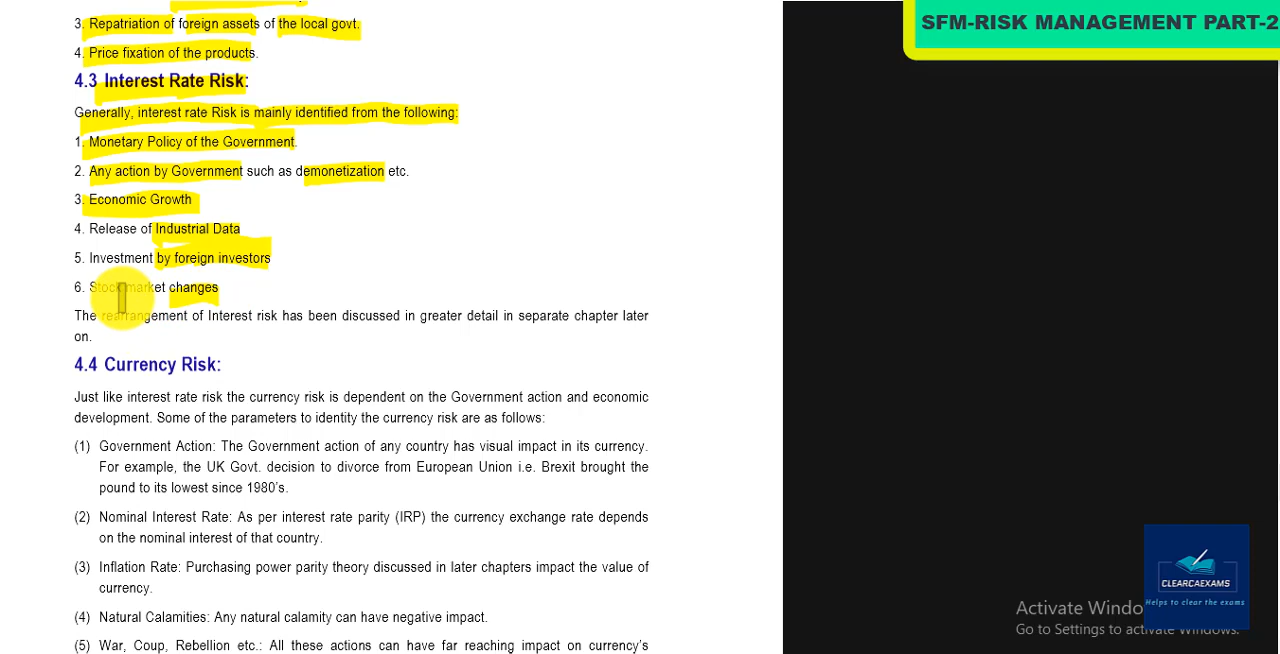 3. Repatriation of foreign assets of the local govt.
4. Price fixation of the products.
4.3 Interest Rate Risk:
Generally, interest rate Risk is mainly identified from the following:
1. Monetary Policy of the Government.
2. Any action by Government such as demonetization etc.
3. Economic Growth
4. Release of Industrial Data
5. Investment by foreign investors
6. Stock market changes
The rearrangement of Interest risk has been discussed in greater detail in separate chapter later
on.
4.4 Currency Risk:
Just like interest rate risk the currency risk is dependent on the Government action and economic
development. Some of the parameters to identity the currency risk are as follows:
(1) Government Action: The Government action of any country has visual impact in its currency.
For example, the UK Govt. decision to divorce from European Union i.e. Brexit brought the
pound to its lowest since 1980's.
(2) Nominal Interest Rate: As per interest rate parity (IRP) the currency exchange rate depends
on the nominal interest of that country.
(3) Inflation Rate: Purchasing power parity theory discussed in later chapters impact the value of
currency.
(4) Natural Calamities: Any natural calamity can have negative impact.
(5) War, Coup, Rebellion etc.: All these actions can have far reaching impact on currency's
SFM-RISK MANAGEMENT PART-2
CLEARCAEXAMS
Helps to clear the exams
Activate Windo
Go to Settings to activate Windows.